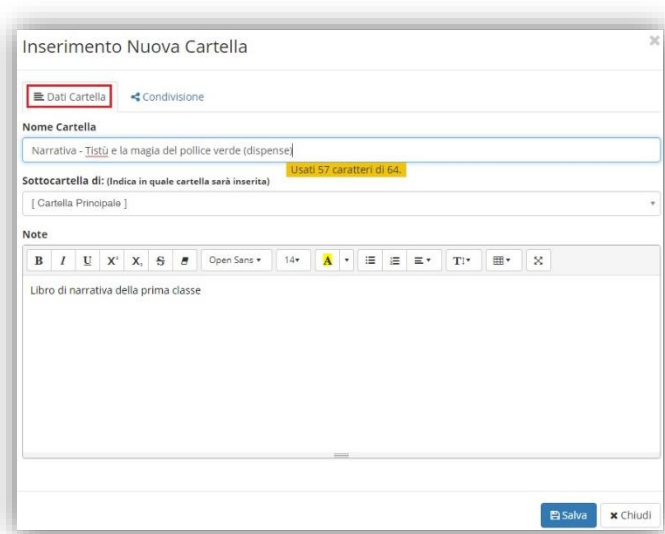 Inserimento Nuova Cartella
Dati Cartella
Condivisione
Nome Cartella
Narrativa - Tistù e la magia del pollice verde (dispense)
Usati 57 caratteri di 64.
Sottocartella di: (Indica in quale cartella sarà inserita)
[ Cartella Principale ]
Note
B I U X² X₂ S Open Sans 14 A T
Libro di narrativa della prima classe
Salva
Chiudi